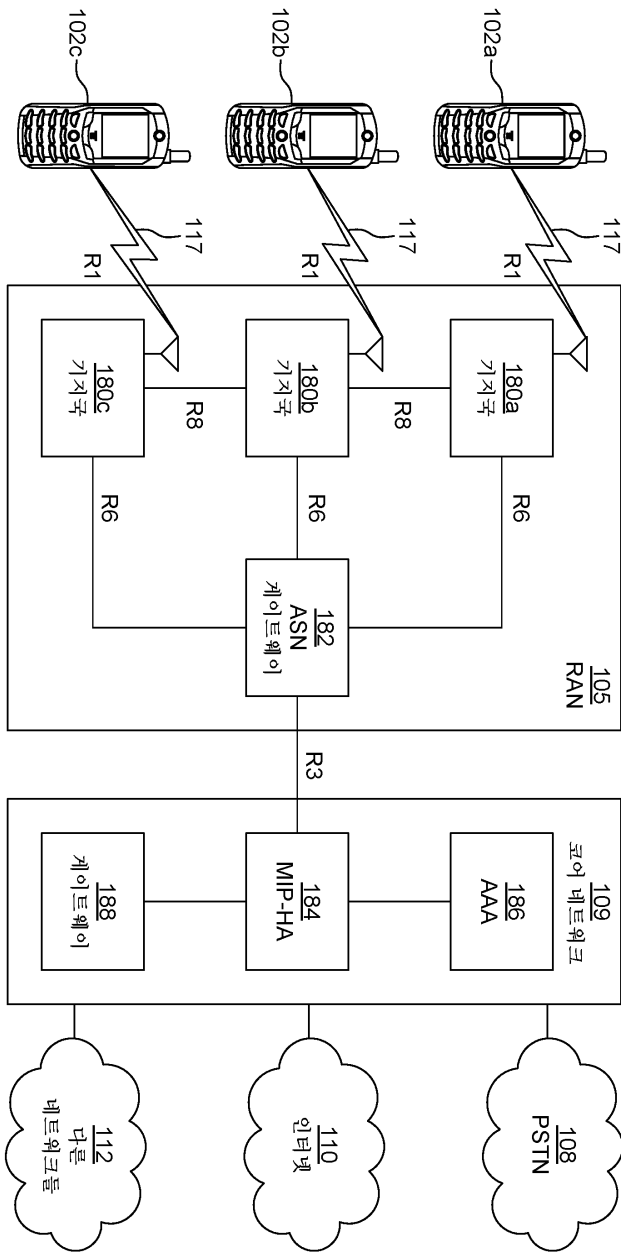 102a
102b
102c
117
117
117
R1
R1
R1
180a
기지국
180b
기지국
180c
기지국
R8
R8
R6
R6
R6
182
ASN
게이트웨이
105
RAN
R3
109
코어 네트워크
186
AAA
184
MIP-HA
188
게이트웨이
108
PSTN
110
인터넷
112
다른
네트워크들